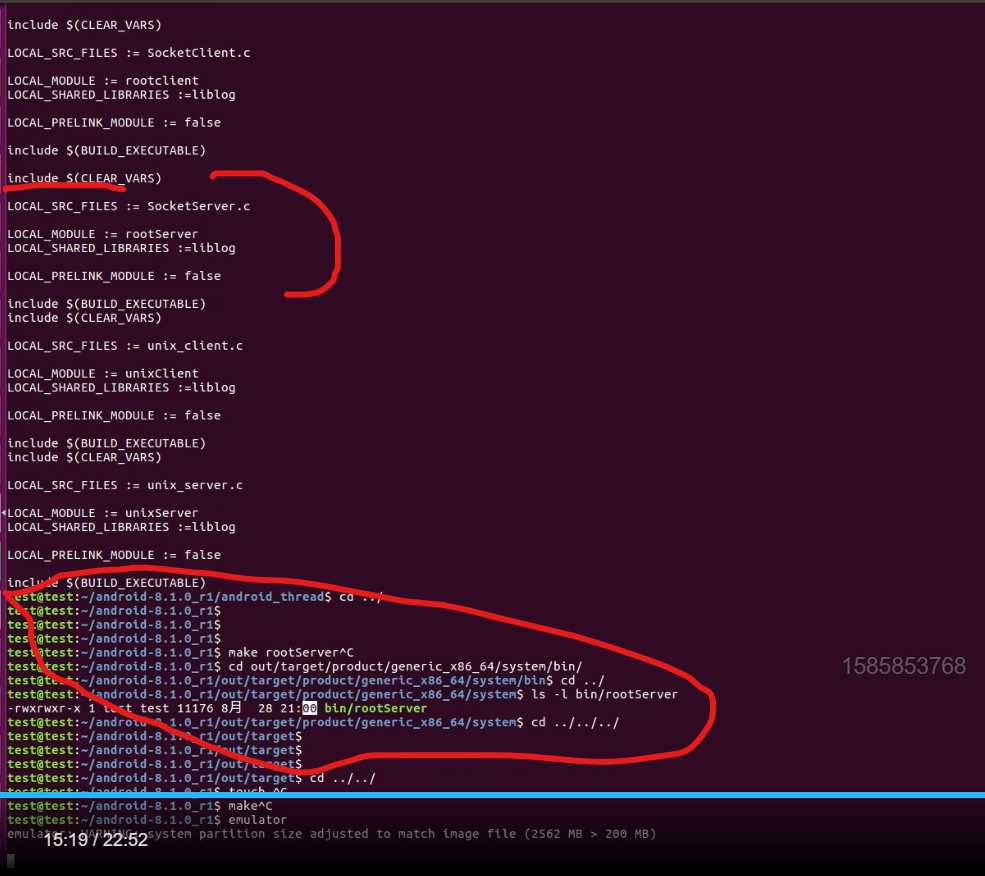 include $(CLEAR_VARS)
LOCAL_SRC_FILES := SocketClient.c
LOCAL_MODULE := rootclient
LOCAL_SHARED_LIBRARIES :=liblog
LOCAL_PRELINK_MODULE := false
include $(BUILD_EXECUTABLE)
include $(CLEAR_VARS)
LOCAL_SRC_FILES := SocketServer.c
LOCAL_MODULE := rootServer
LOCAL_SHARED_LIBRARIES :=liblog
LOCAL_PRELINK_MODULE := false
include $(BUILD_EXECUTABLE)
include $(CLEAR_VARS)
LOCAL_SRC_FILES := unix_client.c
LOCAL_MODULE := unixClient
LOCAL_SHARED_LIBRARIES :=liblog
LOCAL_PRELINK_MODULE := false
include $(BUILD_EXECUTABLE)
include $(CLEAR_VARS)
LOCAL_SRC_FILES := unix_server.c
LOCAL_MODULE := unixServer
LOCAL_SHARED_LIBRARIES :=liblog
LOCAL_PRELINK_MODULE := false
include $(BUILD_EXECUTABLE)
test@test:~/android-8.1.0_r1/android_thread$ cd ../
test@test:~/android-8.1.0_r1$
test@test:~/android-8.1.0_r1$
test@test:~/android-8.1.0_r1$
test@test:~/android-8.1.0_r1$ make rootServer^C
test@test:~/android-8.1.0_r1$ cd out/target/product/generic_x86_64/system/bin/
1585853768
test@test:~/android-8.1.0_r1/out/target/product/generic_x86_64/system/bin$ cd ../
test@test:~/android-8.1.0_r1/out/target/product/generic_x86_64/system$ ls -l bin/rootServer
-rwxrwxr-x 1 test test 11176 8月  28 21:00 bin/rootServer
test@test:~/android-8.1.0_r1/out/target/product/generic_x86_64/system$ cd ../../../
test@test:~/android-8.1.0_r1/out/target$
test@test:~/android-8.1.0_r1/out/target$
test@test:~/android-8.1.0_r1/out/target$
test@test:~/android-8.1.0_r1/out/target$ cd ../../
test@test:~/android-8.1.0_r1$ touch ^C
test@test:~/android-8.1.0_r1$ make^C
test@test:~/android-8.1.0_r1$ emulator
emulator: WARNING: system partition size adjusted to match image file (2562 MB > 200 MB)
15:19 / 22:52